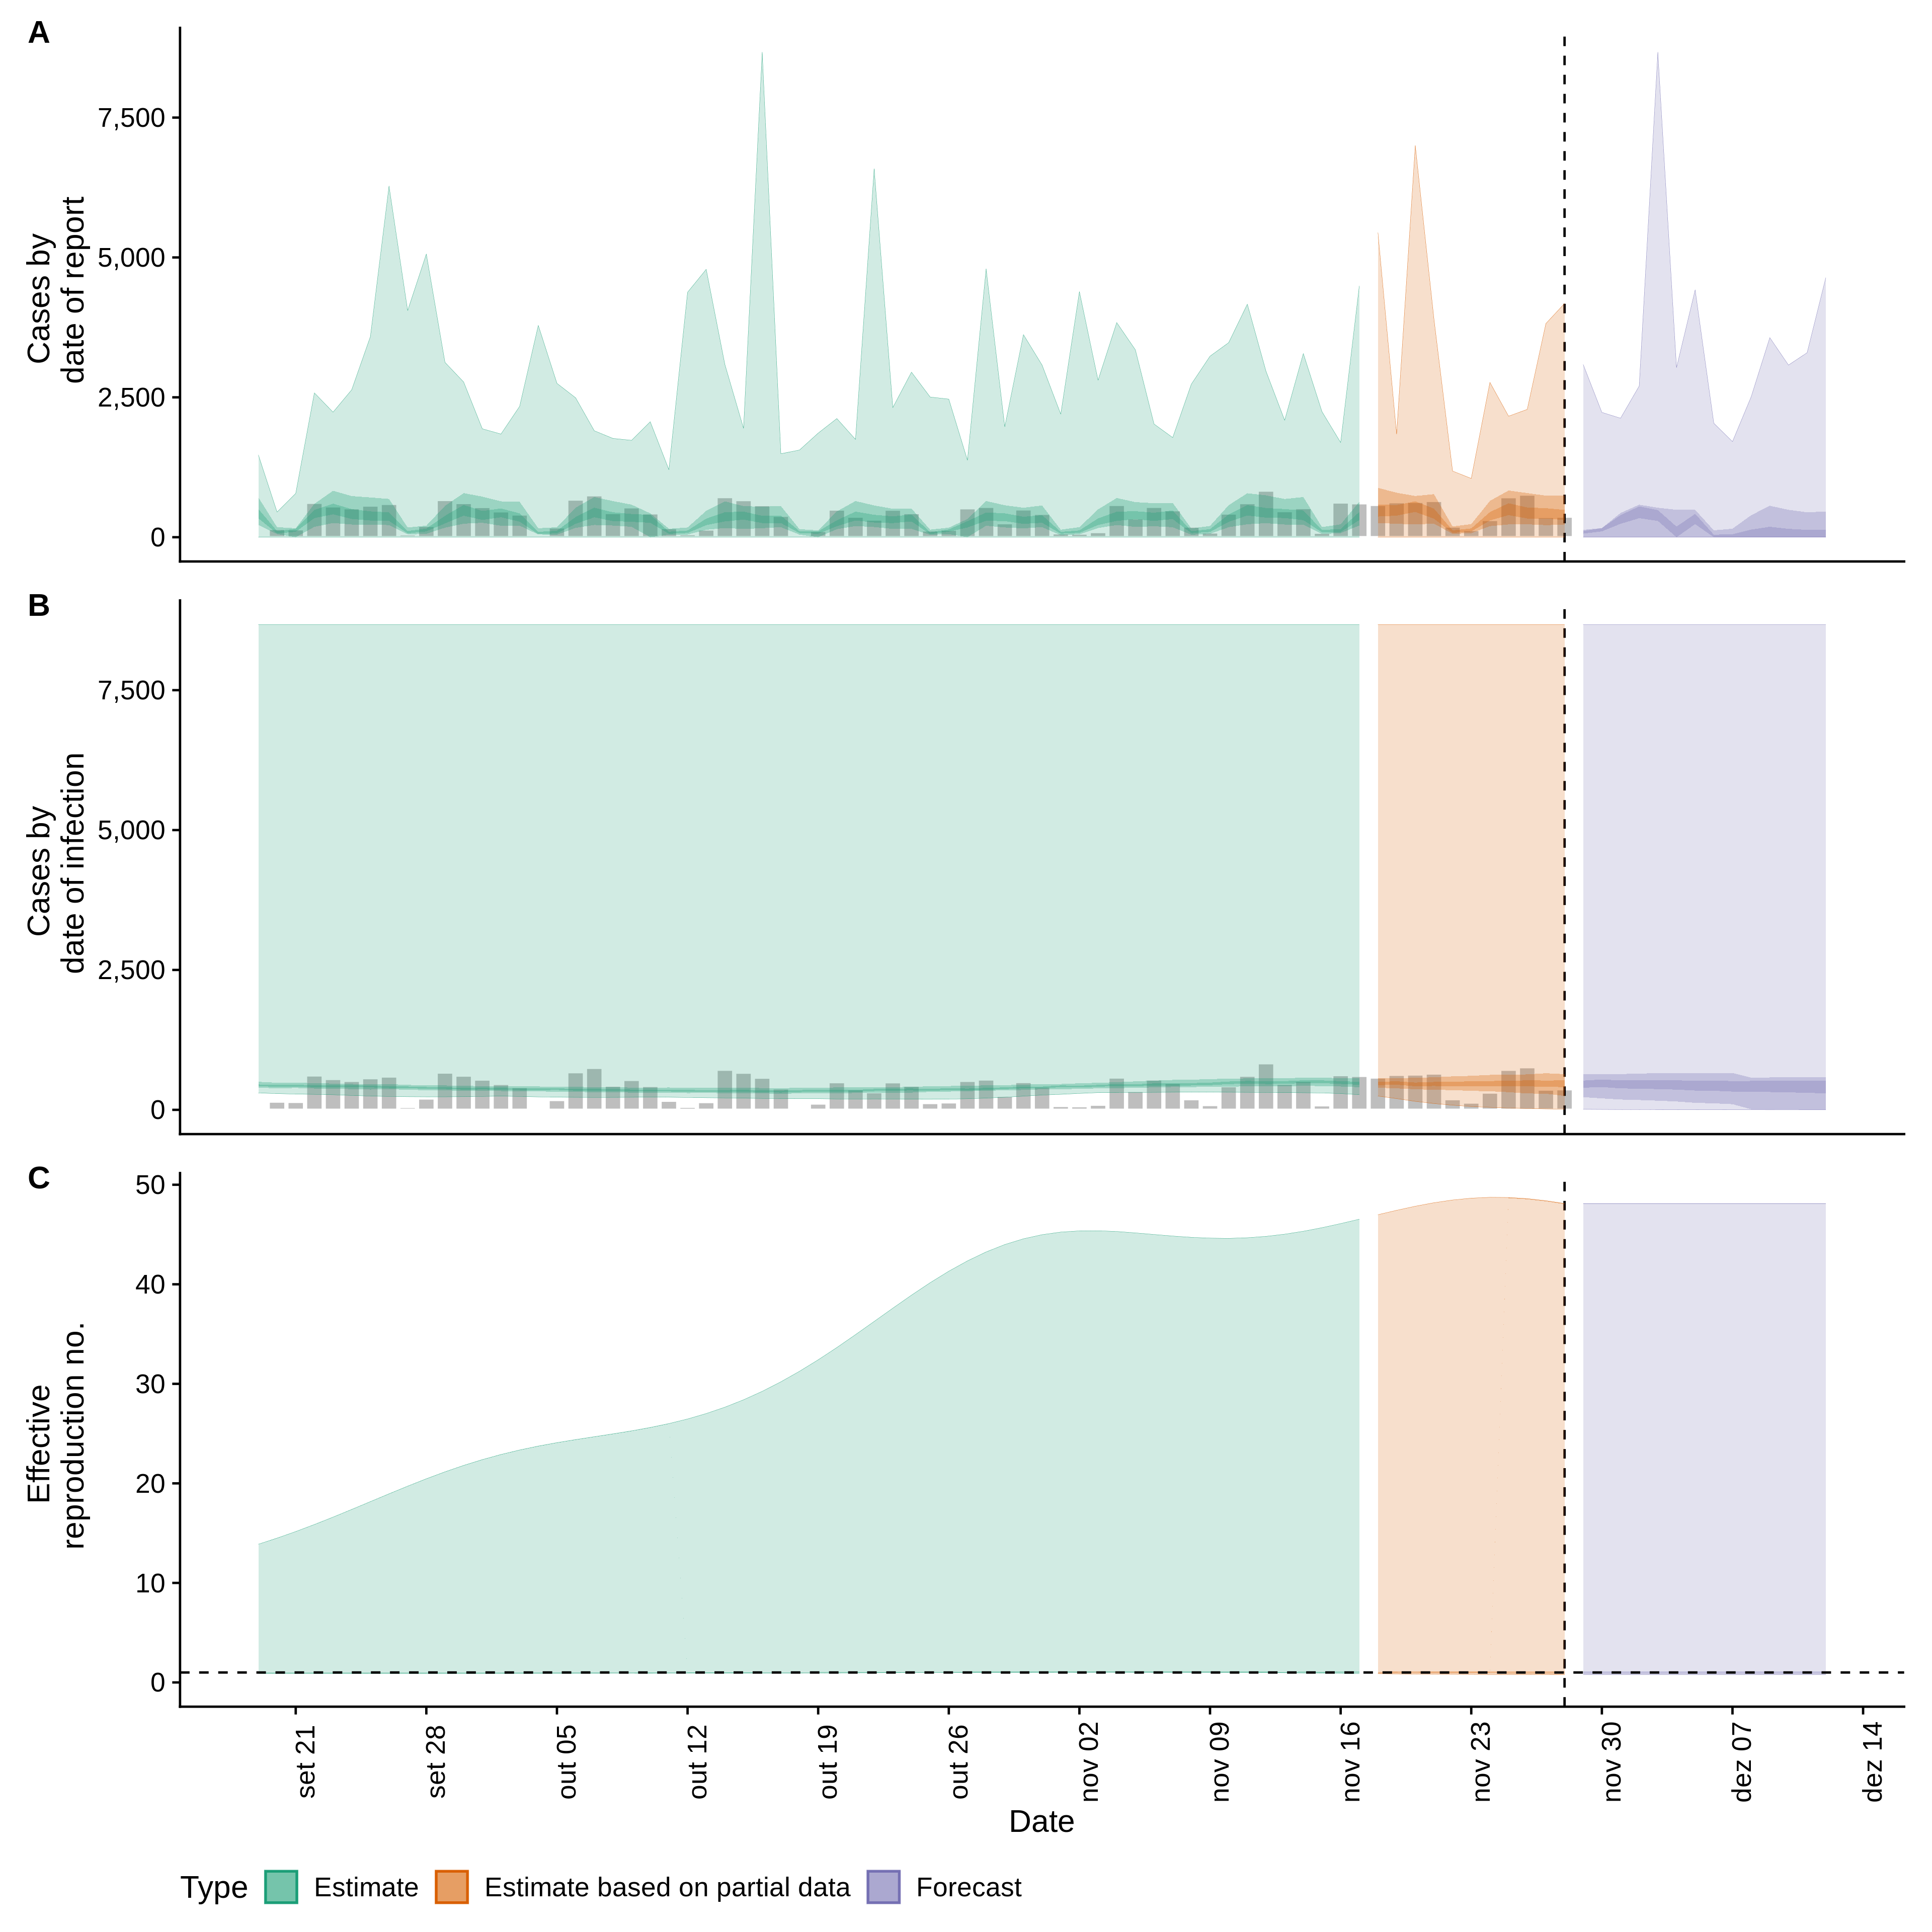 A
7,500
5,000
2,500
0
Cases by
date of report
B
7,500
5,000
2,500
0
Cases by
date of infection
C
50
40
30
20
10
0
Effective
reproduction no.
set 21
set 28
out 05
out 12
out 19
out 26
nov 02
nov 09
nov 16
nov 23
nov 30
dez 07
dez 14
Date
Type Estimate Estimate based on partial data Forecast